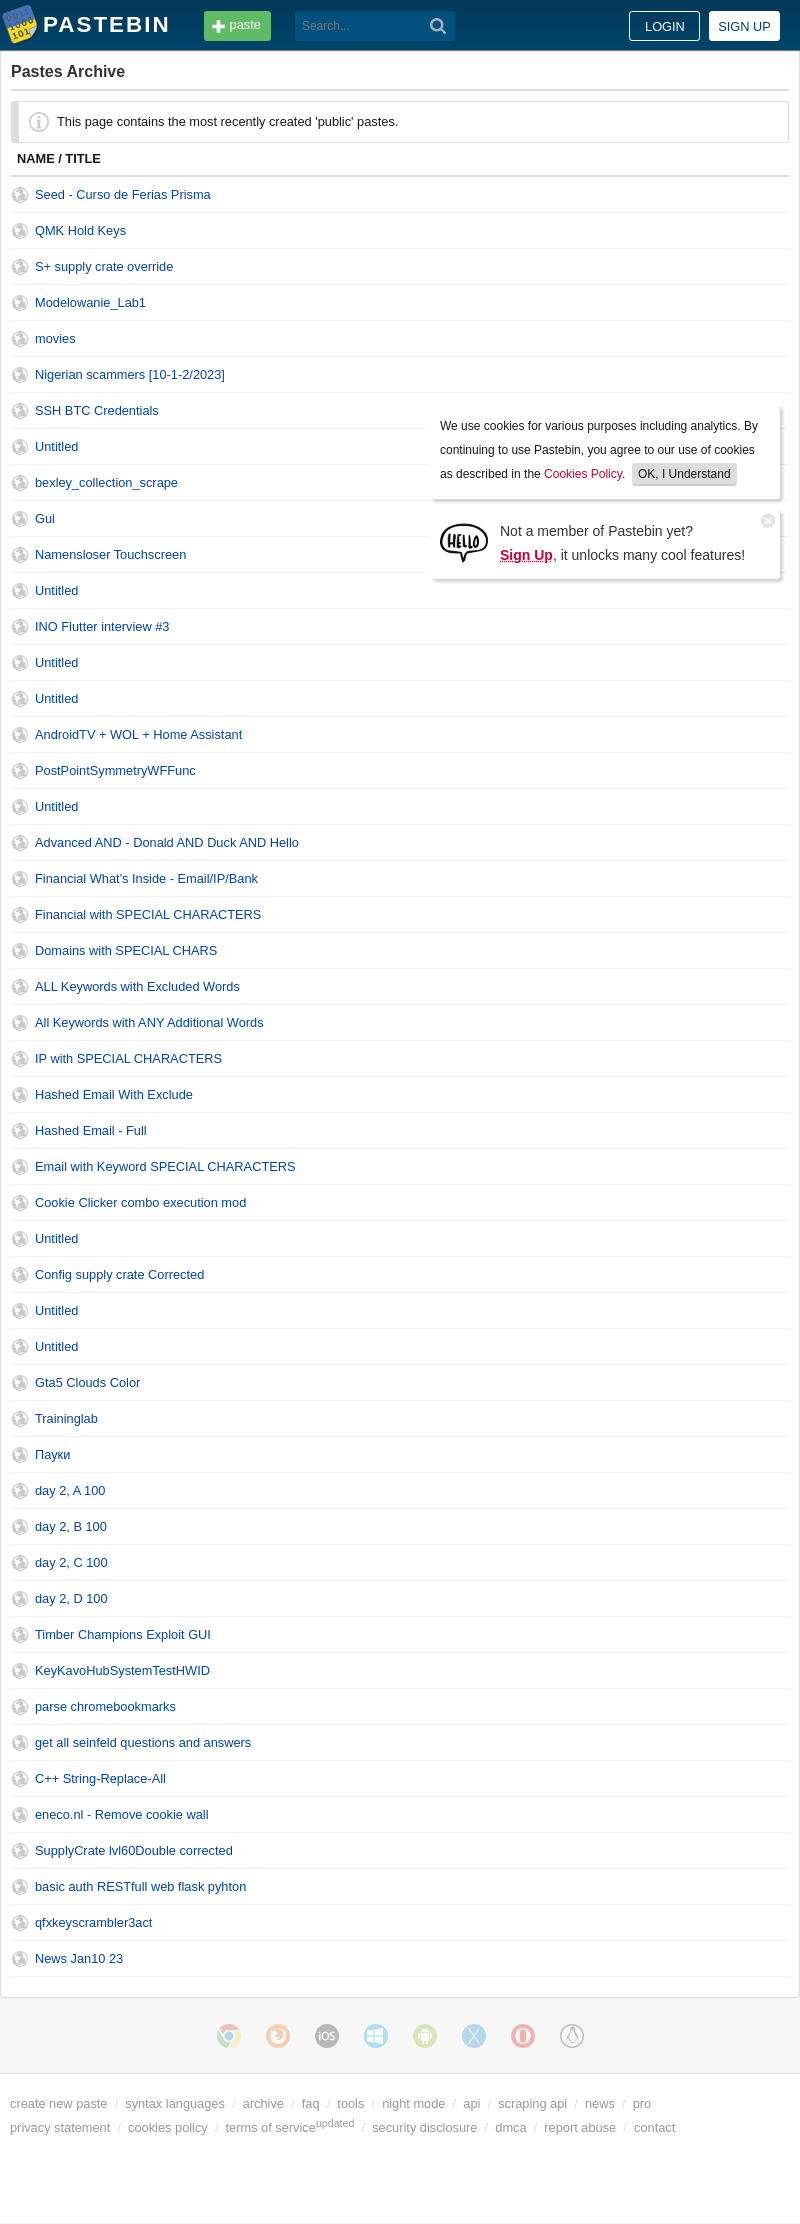 PASTEBIN paste Search... LOGIN SIGN UP
Pastes Archive
This page contains the most recently created 'public' pastes.
NAME / TITLE
Seed - Curso de Ferias Prisma
QMK Hold Keys
S+ supply crate override
Modelowanie_Lab1
movies
Nigerian scammers [10-1-2/2023]
SSH BTC Credentials
Untitled
bexley_collection_scrape
Gui
Namensloser Touchscreen
We use cookies for various purposes including analytics. By
continuing to use Pastebin, you agree to our use of cookies
as described in the Cookies Policy. OK, I Understand
HELLO
Not a member of Pastebin yet?
Sign Up, it unlocks many cool features!
Untitled
INO Flutter interview #3
Untitled
Untitled
AndroidTV + WOL + Home Assistant
PostPointSymmetryWFFunc
Untitled
Advanced AND - Donald AND Duck AND Hello
Financial What's Inside - Email/IP/Bank
Financial with SPECIAL CHARACTERS
Domains with SPECIAL CHARS
ALL Keywords with Excluded Words
All Keywords with ANY Additional Words
IP with SPECIAL CHARACTERS
Hashed Email With Exclude
Hashed Email - Full
Email with Keyword SPECIAL CHARACTERS
Cookie Clicker combo execution mod
Untitled
Config supply crate Corrected
Untitled
Untitled
Gta5 Clouds Color
Traininglab
Пауки
day 2, A 100
day 2, B 100
day 2, C 100
day 2, D 100
Timber Champions Exploit GUI
KeyKavoHubSystemTestHWID
parse chromebookmarks
get all seinfeld questions and answers
C++ String-Replace-All
eneco.nl - Remove cookie wall
SupplyCrate lvl60Double corrected
basic auth RESTfull web flask pyhton
qfxkeyscrambler3act
News Jan10 23
iOS
create new paste / syntax languages / archive / faq / tools / night mode / api / scraping api / news / pro
privacy statement / cookies policy / terms of serviceupdated / security disclosure / dmca / report abuse / contact